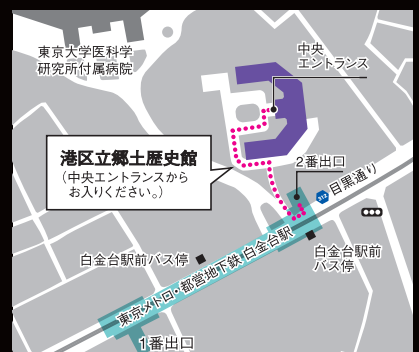 東京大学医科学
研究所付属病院
中央
エントランス
港区立郷土歴史館
(中央エントランスから
お入りください。)
2番出口
312
目黒通り
白金台駅前バス停
東京メトロ・都営地下鉄 白金台駅
白金台駅前
バス停
1番出口